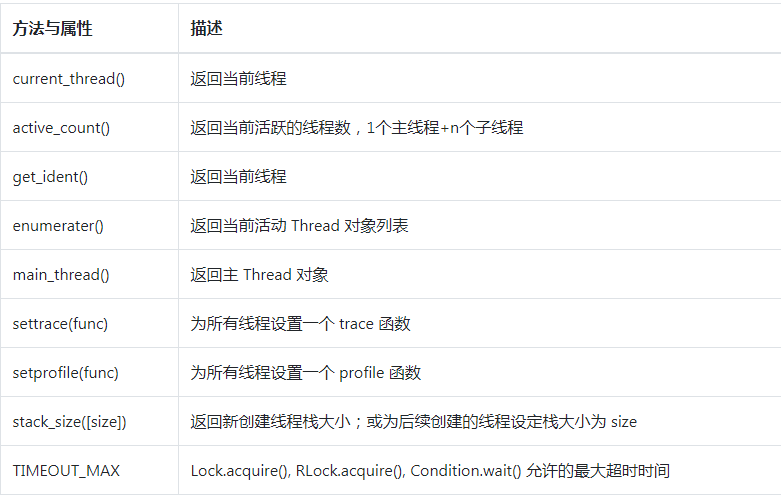 方法与属性 描述
current_thread() 返回当前线程
active_count() 返回当前活跃的线程数，1个主线程+n个子线程
get_ident() 返回当前线程
enumerater() 返回当前活动 Thread 对象列表
main_thread() 返回主 Thread 对象
settrace(func) 为所有线程设置一个 trace 函数
setprofile(func) 为所有线程设置一个 profile 函数
stack_size([size]) 返回新创建线程栈大小；或为后续创建的线程设定栈大小为 size
TIMEOUT_MAX Lock.acquire(), RLock.acquire(), Condition.wait() 允许的最大超时时间